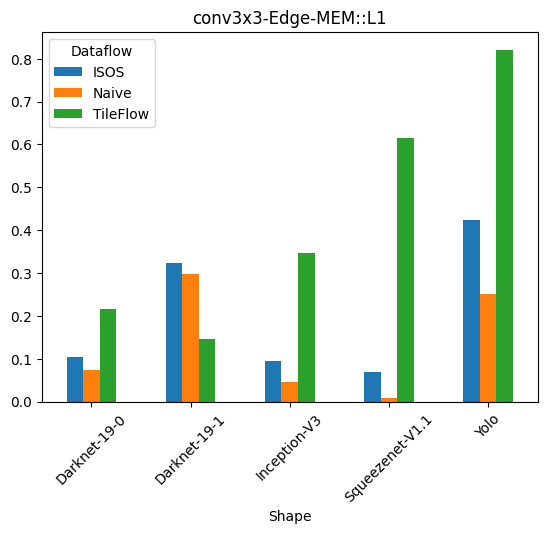 conv3x3-Edge-MEM::L1
Dataflow
ISOS
Naive
TileFlow
0.8
0.7
0.6
0.5
0.4
0.3
0.2
0.1
0.0
Darknet-19-0
Darknet-19-1
Inception-V3
Squeezenet-V1.1
Yolo
Shape